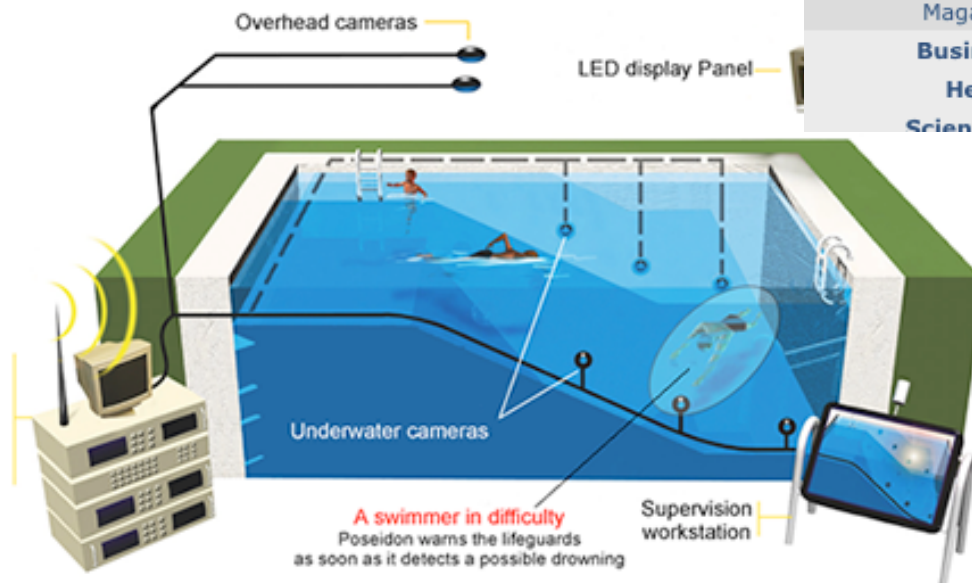 Overhead cameras
LED display Panel
Underwater cameras
A swimmer in difficulty
Poseidon warns the lifeguards
as soon as it detects a possible drowning
Supervision
workstation